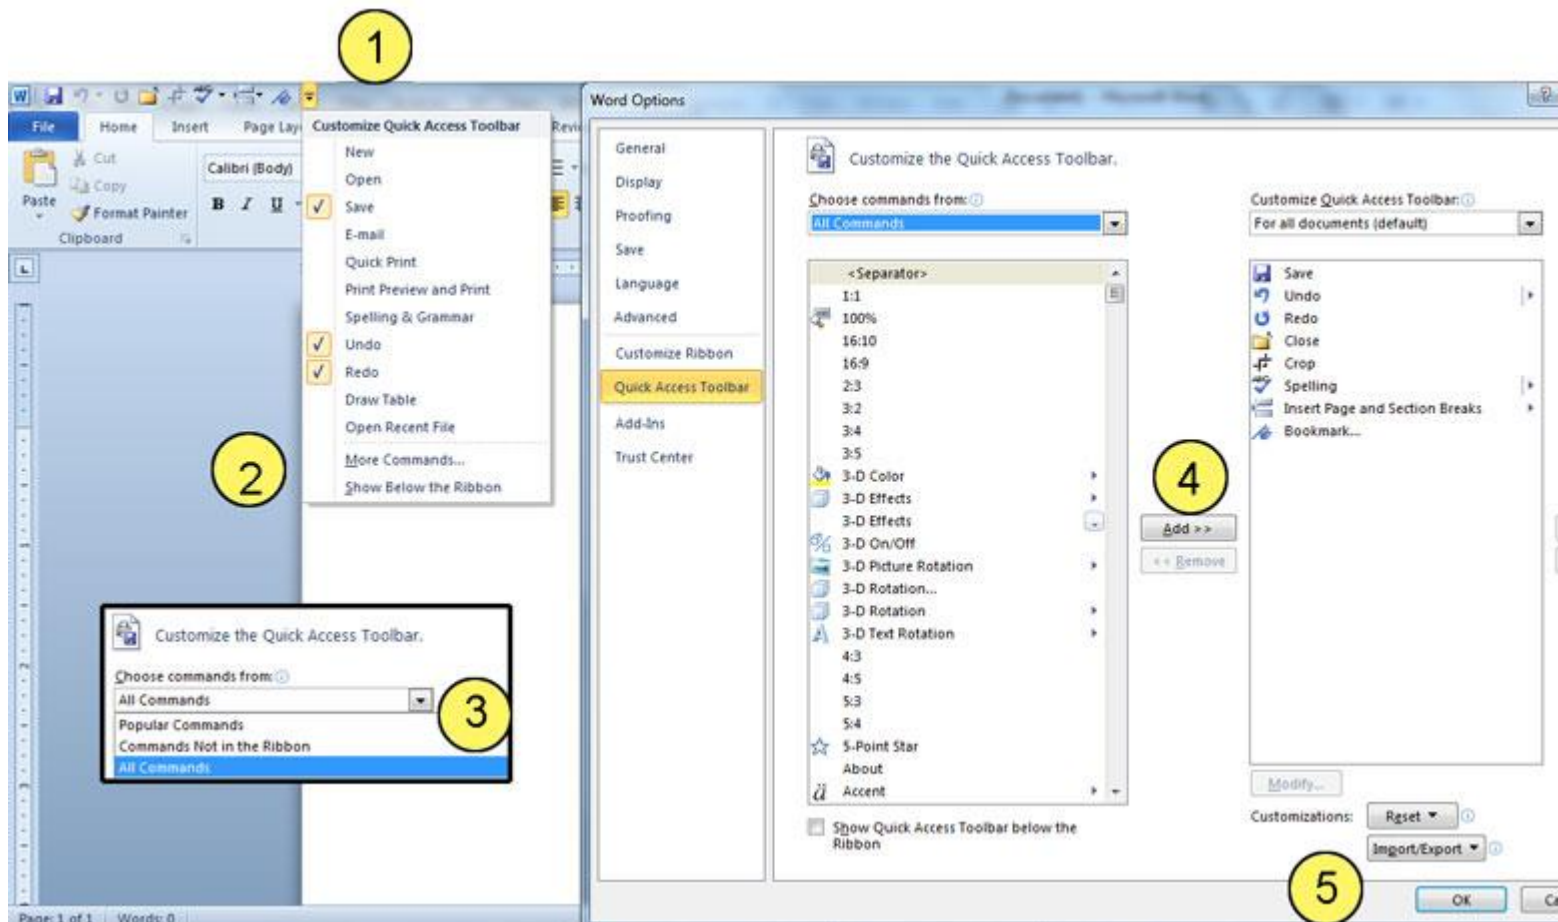 1
W
File Home Insert Page Lay
Cut
Copy
Paste
Format Painter
Clipboard
Calibri (Body)
B I U
Customize Quick Access Toolbar
New
Open
Save
E-mail
Quick Print
Print Preview and Print
Spelling & Grammar
Undo
Redo
Draw Table
Open Recent File
More Commands...
Show Below the Ribbon
2
Customize the Quick Access Toolbar.
Choose commands from:
All Commands
Popular Commands
Commands Not in the Ribbon
All Commands
3
Page: 1 of 1 Words: 0
Word Options
General
Display
Proofing
Save
Language
Advanced
Customize Ribbon
Quick Access Toolbar
Add-Ins
Trust Center
Customize the Quick Access Toolbar.
Choose commands from:
All Commands
<Separator>
1:1
100%
16:10
16:9
2:3
3:2
3:4
3:5
3-D Color
3-D Effects
3-D Effects
3-D On/Off
3-D Picture Rotation
3-D Rotation...
3-D Rotation
3-D Text Rotation
4:3
4:5
5:3
5:4
5-Point Star
About
Accent
Show Quick Access Toolbar below the
Ribbon
4
Add >>
<< Remove
Customize Quick Access Toolbar:
For all documents (default)
Save
Undo
Redo
Close
Crop
Spelling
Insert Page and Section Breaks
Bookmark...
Modify...
Customizations: Reset
Import/Export
5
OK